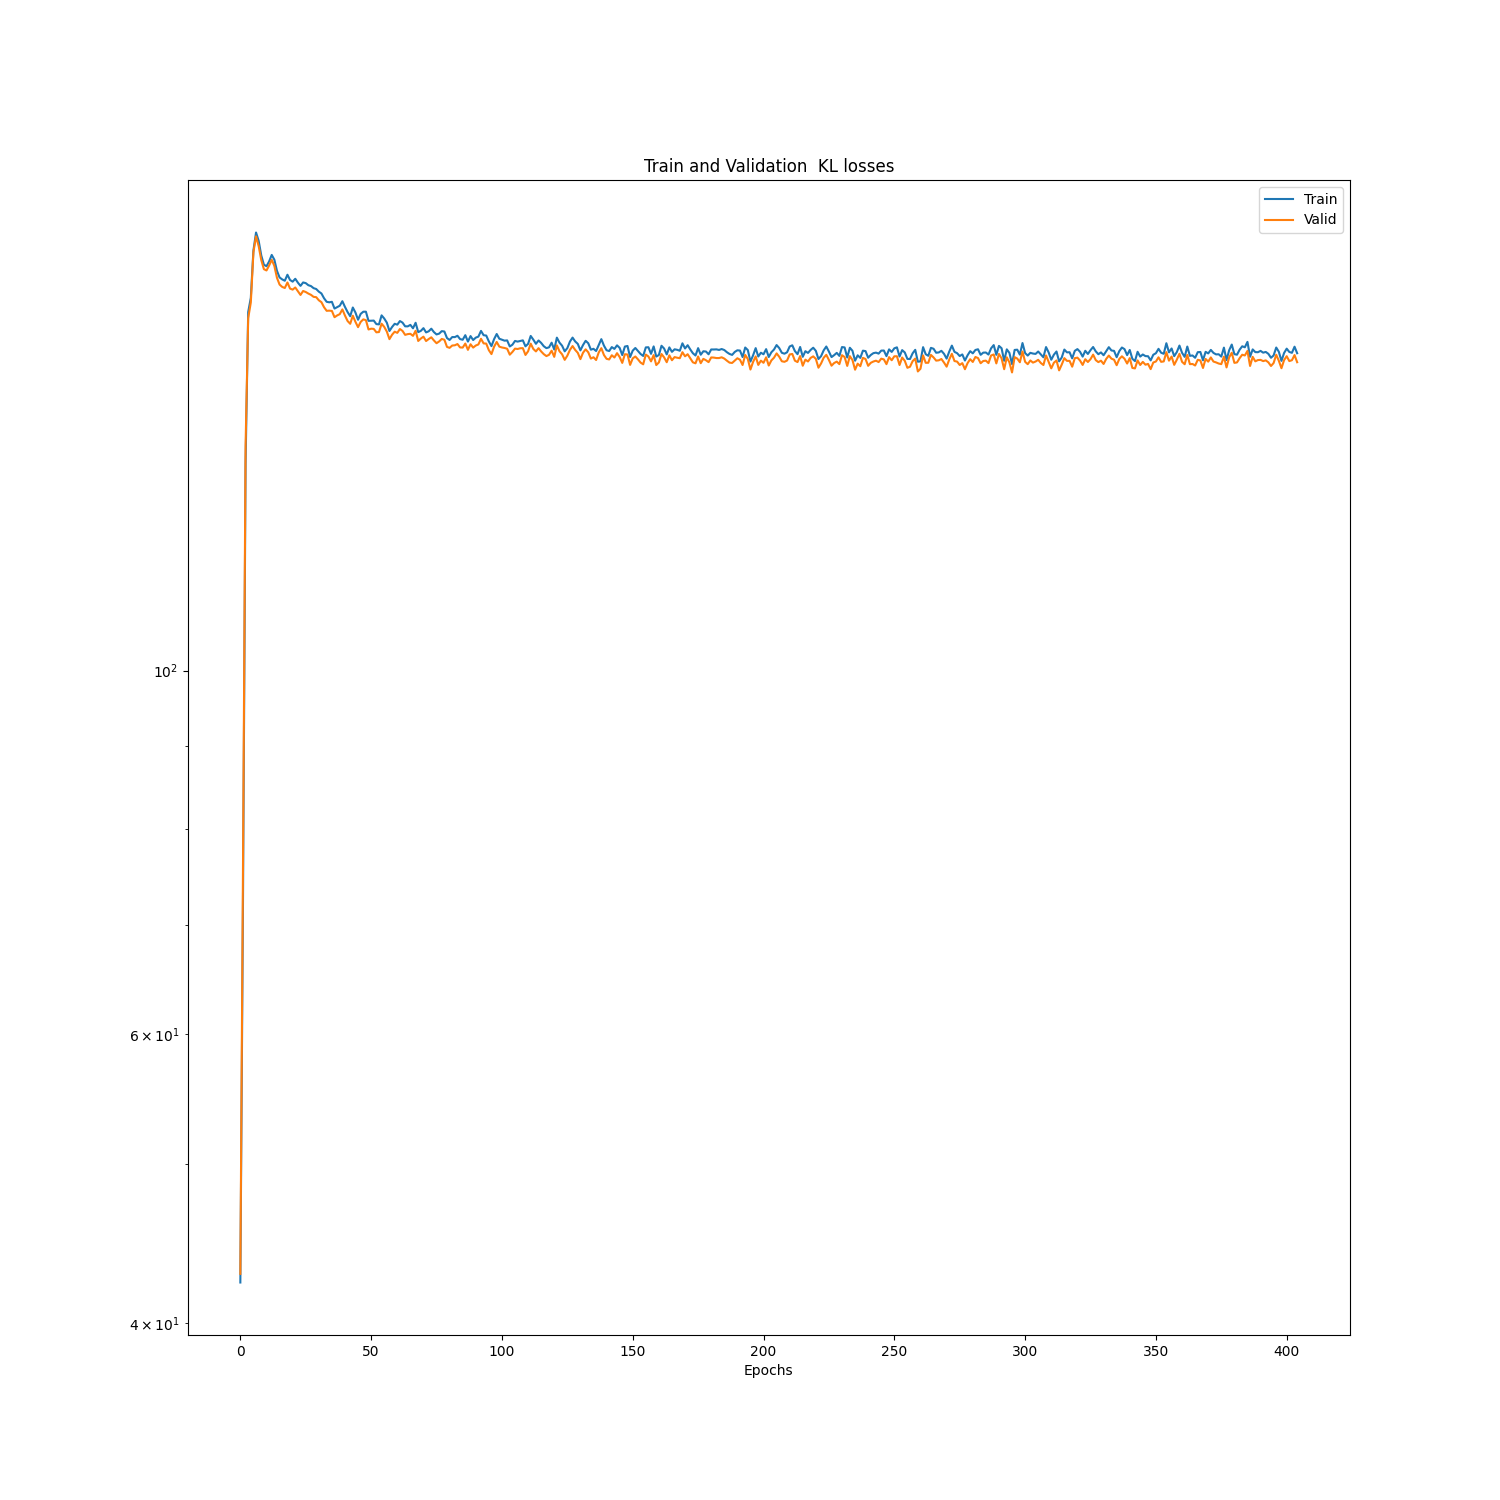 Train and Validation  KL losses
Train
Valid
10²
6 × 10¹
4 × 10¹
0 50 100 150 200 250 300 350 400
Epochs